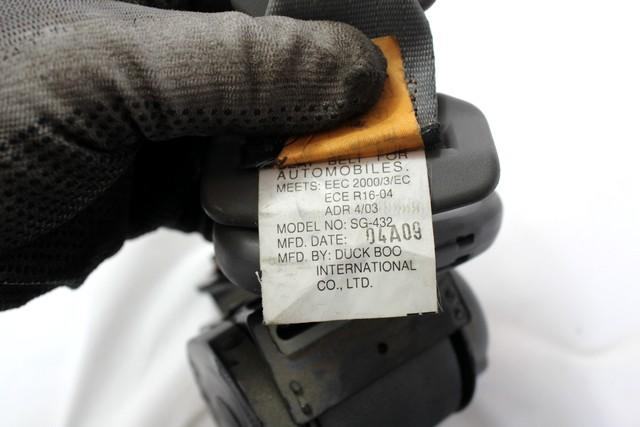 BELT FOR
AUTOMOBILES.
MEETS: EEC 2000/3/EC
ECE R16-04
ADR 4/03
MODEL NO: SG-432
MFD. DATE: 04A09
MFD. BY: DUCK BOO
INTERNATIONAL
CO., LTD.